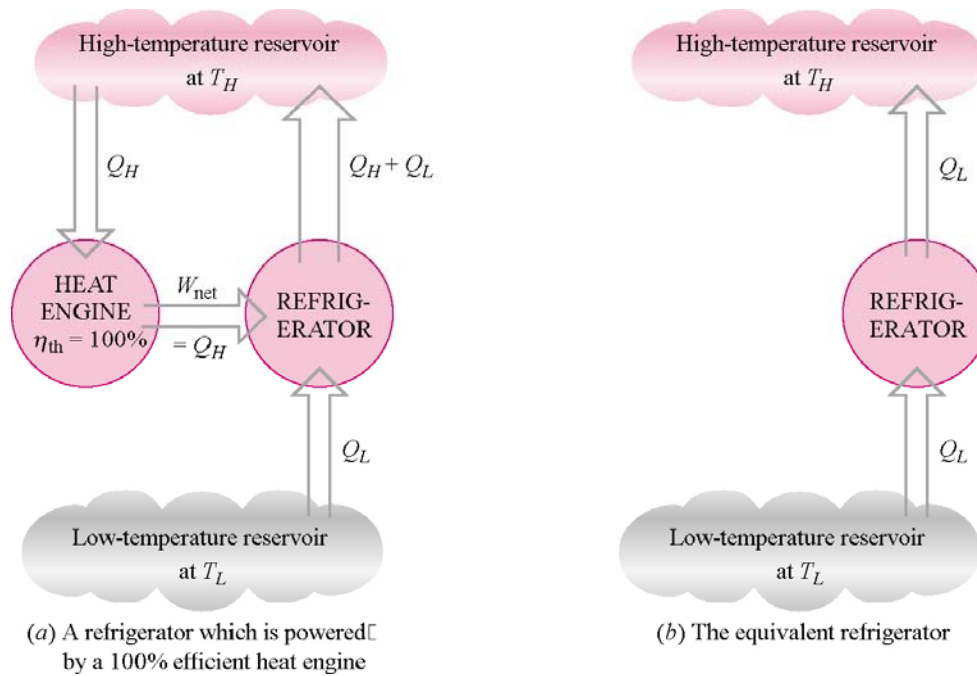 High-temperature reservoir
at T_H
Q_H
Q_H + Q_L
HEAT
ENGINE
η_th = 100%
W_net
= Q_H
REFRIG-
ERATOR
Q_L
Low-temperature reservoir
at T_L
(a) A refrigerator which is powered
by a 100% efficient heat engine
High-temperature reservoir
at T_H
Q_L
REFRIG-
ERATOR
Q_L
Low-temperature reservoir
at T_L
(b) The equivalent refrigerator